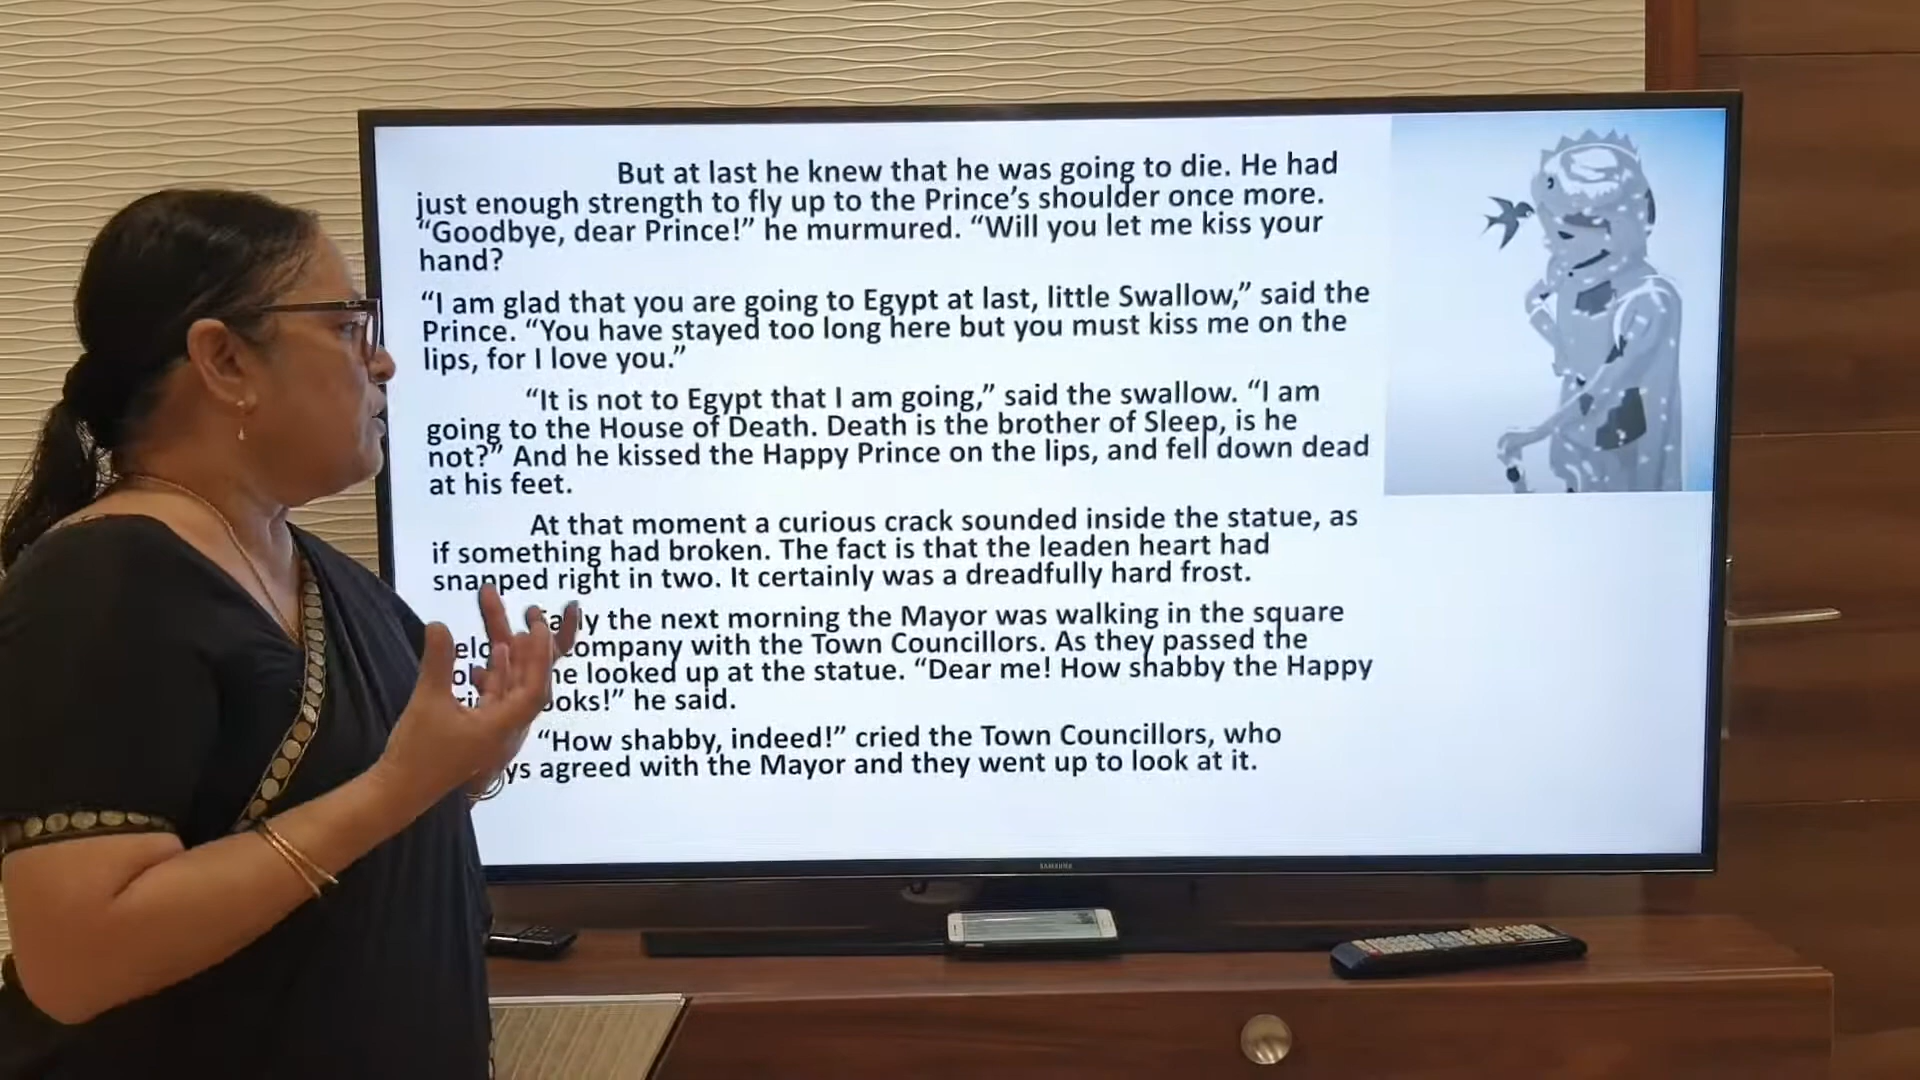 But at last he knew that he was going to die. He had
just enough strength to fly up to the Prince’s shoulder once more.
“Goodbye, dear Prince!” he murmured. “Will you let me kiss your
hand?
“I am glad that you are going to Egypt at last, little Swallow,” said the
Prince. “You have stayed too long here but you must kiss me on the
lips, for I love you.”
“It is not to Egypt that I am going,” said the swallow. “I am
going to the House of Death. Death is the brother of Sleep, is he
not?” And he kissed the Happy Prince on the lips, and fell down dead
at his feet.
At that moment a curious crack sounded inside the statue, as
if something had broken. The fact is that the leaden heart had
snapped right in two. It certainly was a dreadfully hard frost.
the next morning the Mayor was walking in the square
company with the Town Councillors. As they passed the
he looked up at the statue. “Dear me! How shabby the Happy
looks!” he said.
“How shabby, indeed!” cried the Town Councillors, who
agreed with the Mayor and they went up to look at it.
SAMSUNG